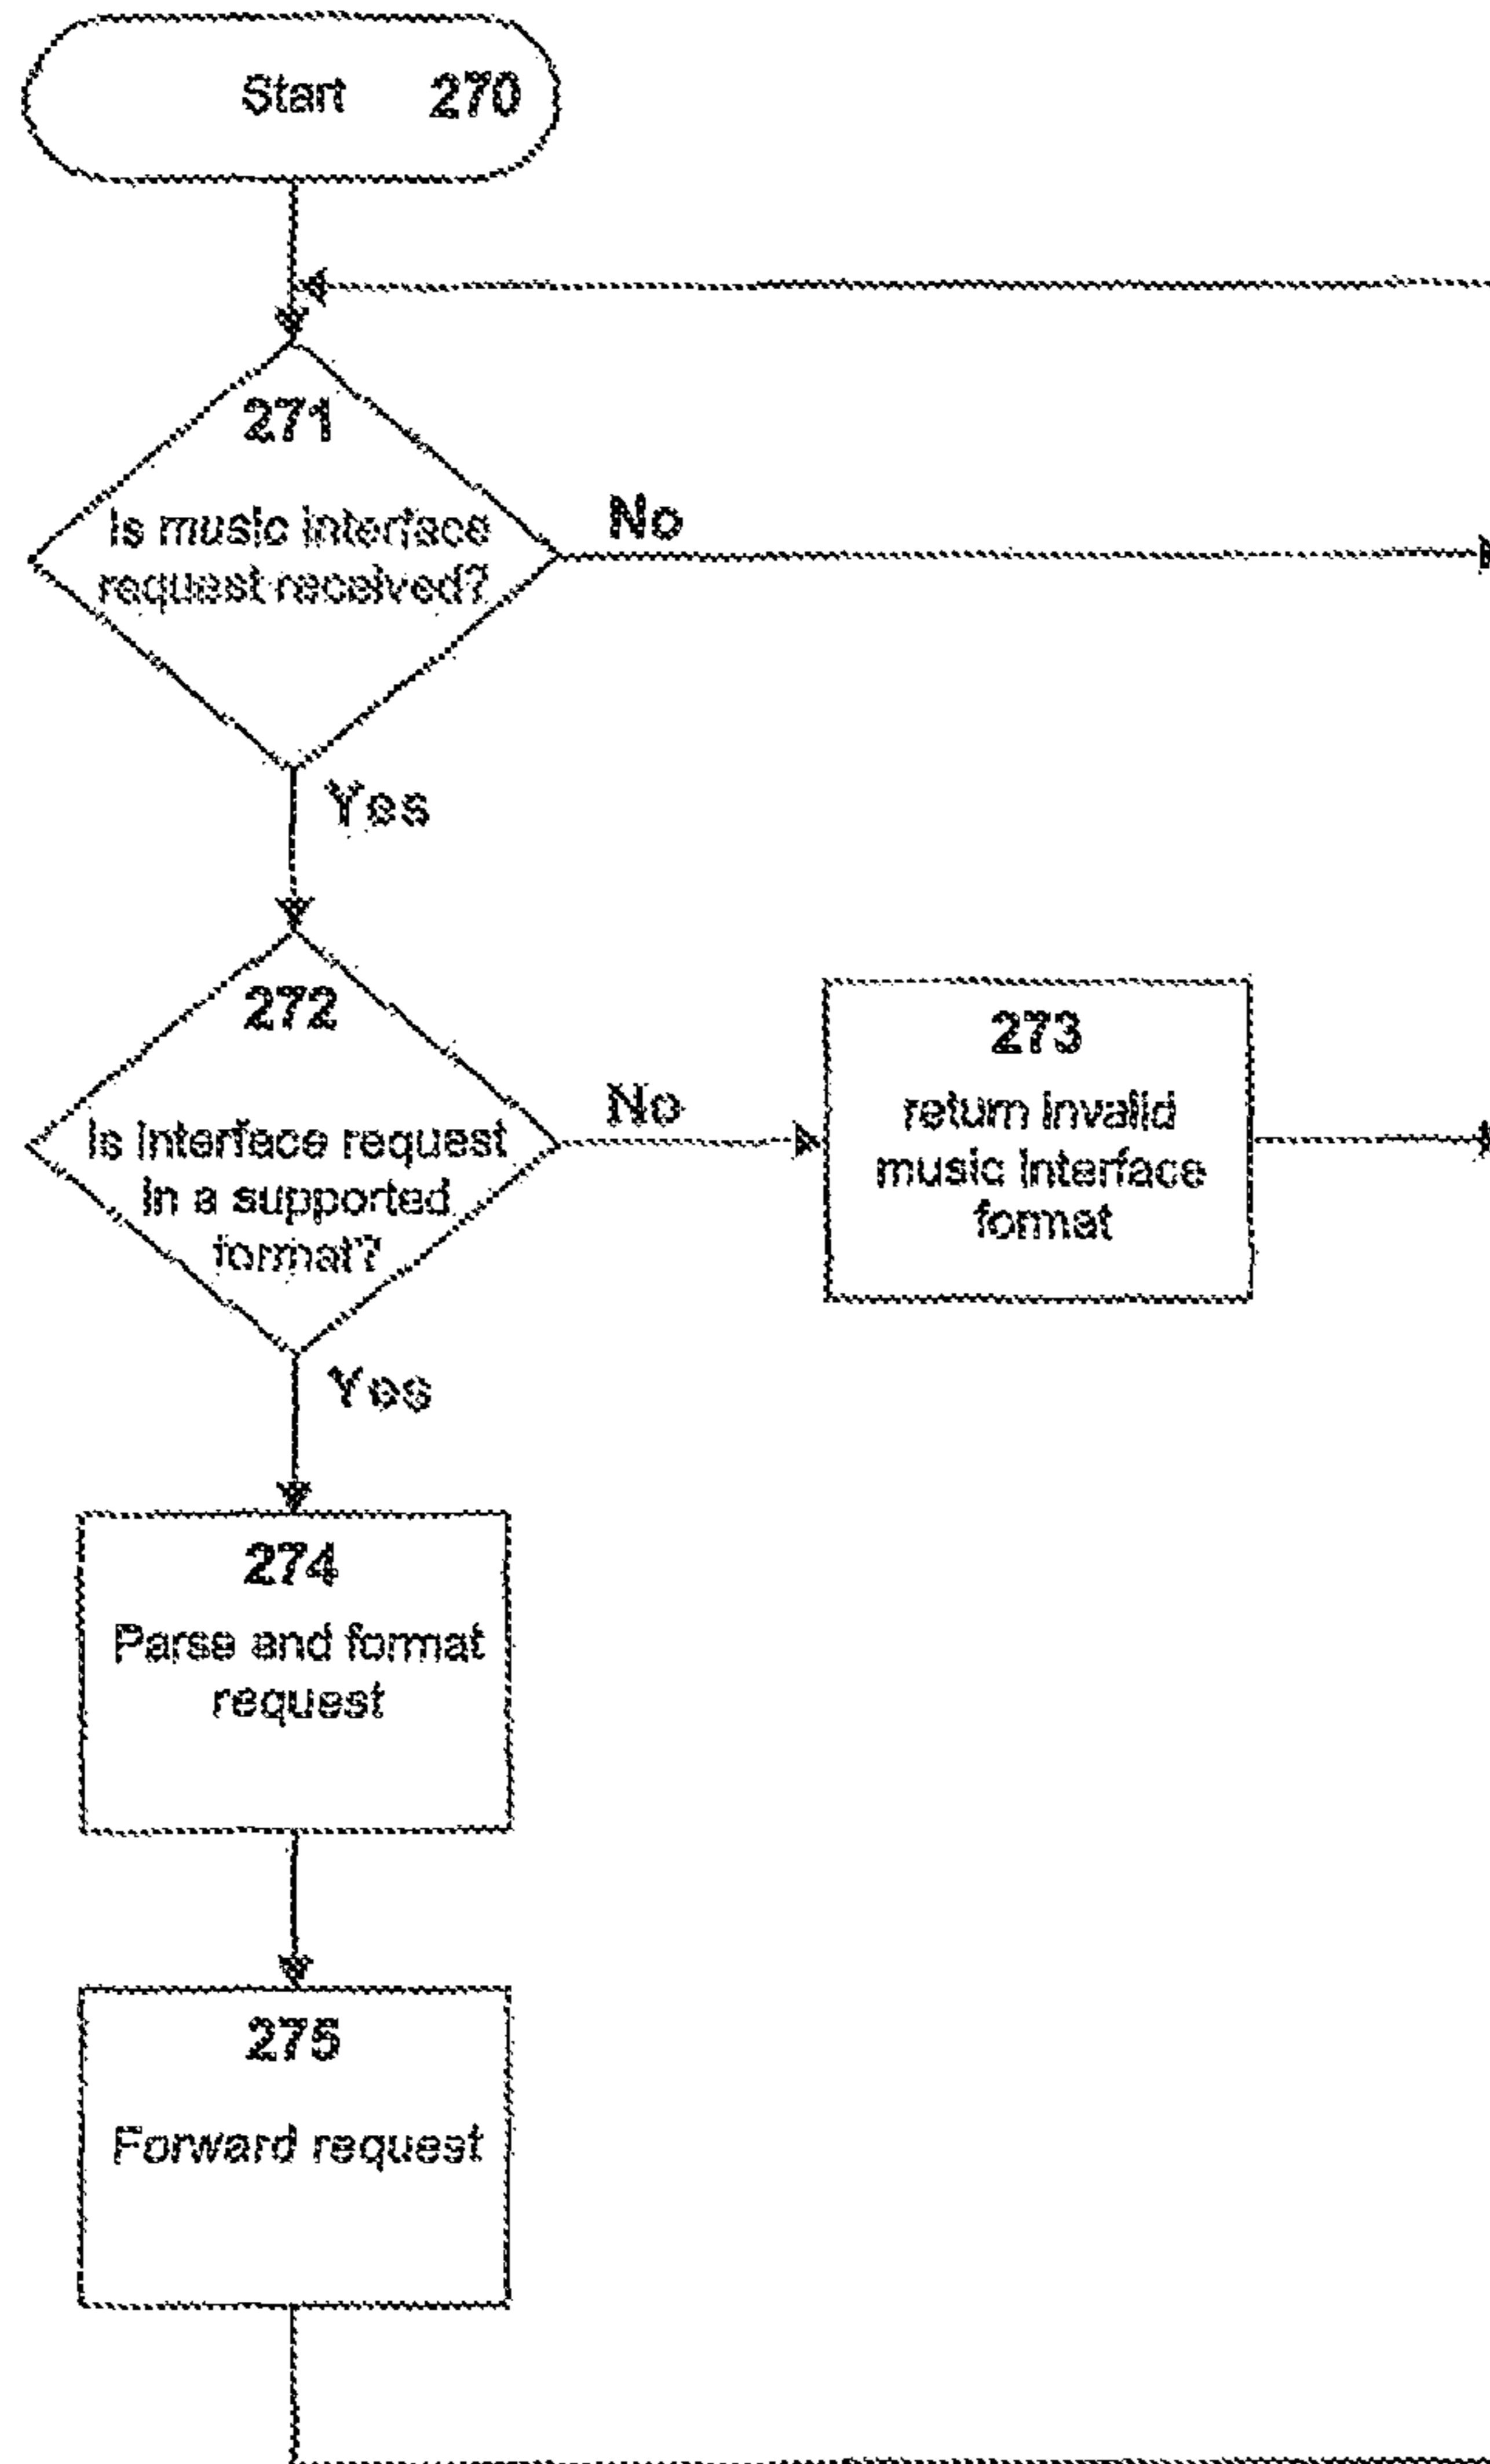 Start 270
271
Is music interface
request received?
No
Yes
272
Is interface request
in a supported
format?
No
273
return invalid
music interface
format
Yes
274
Parse and format
request
275
Forward request